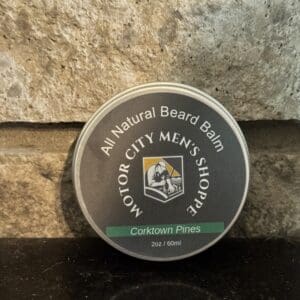 All Natural Beard Balm
MOTOR CITY MEN'S SHOPPE
Corktown Pines
2oz / 60ml